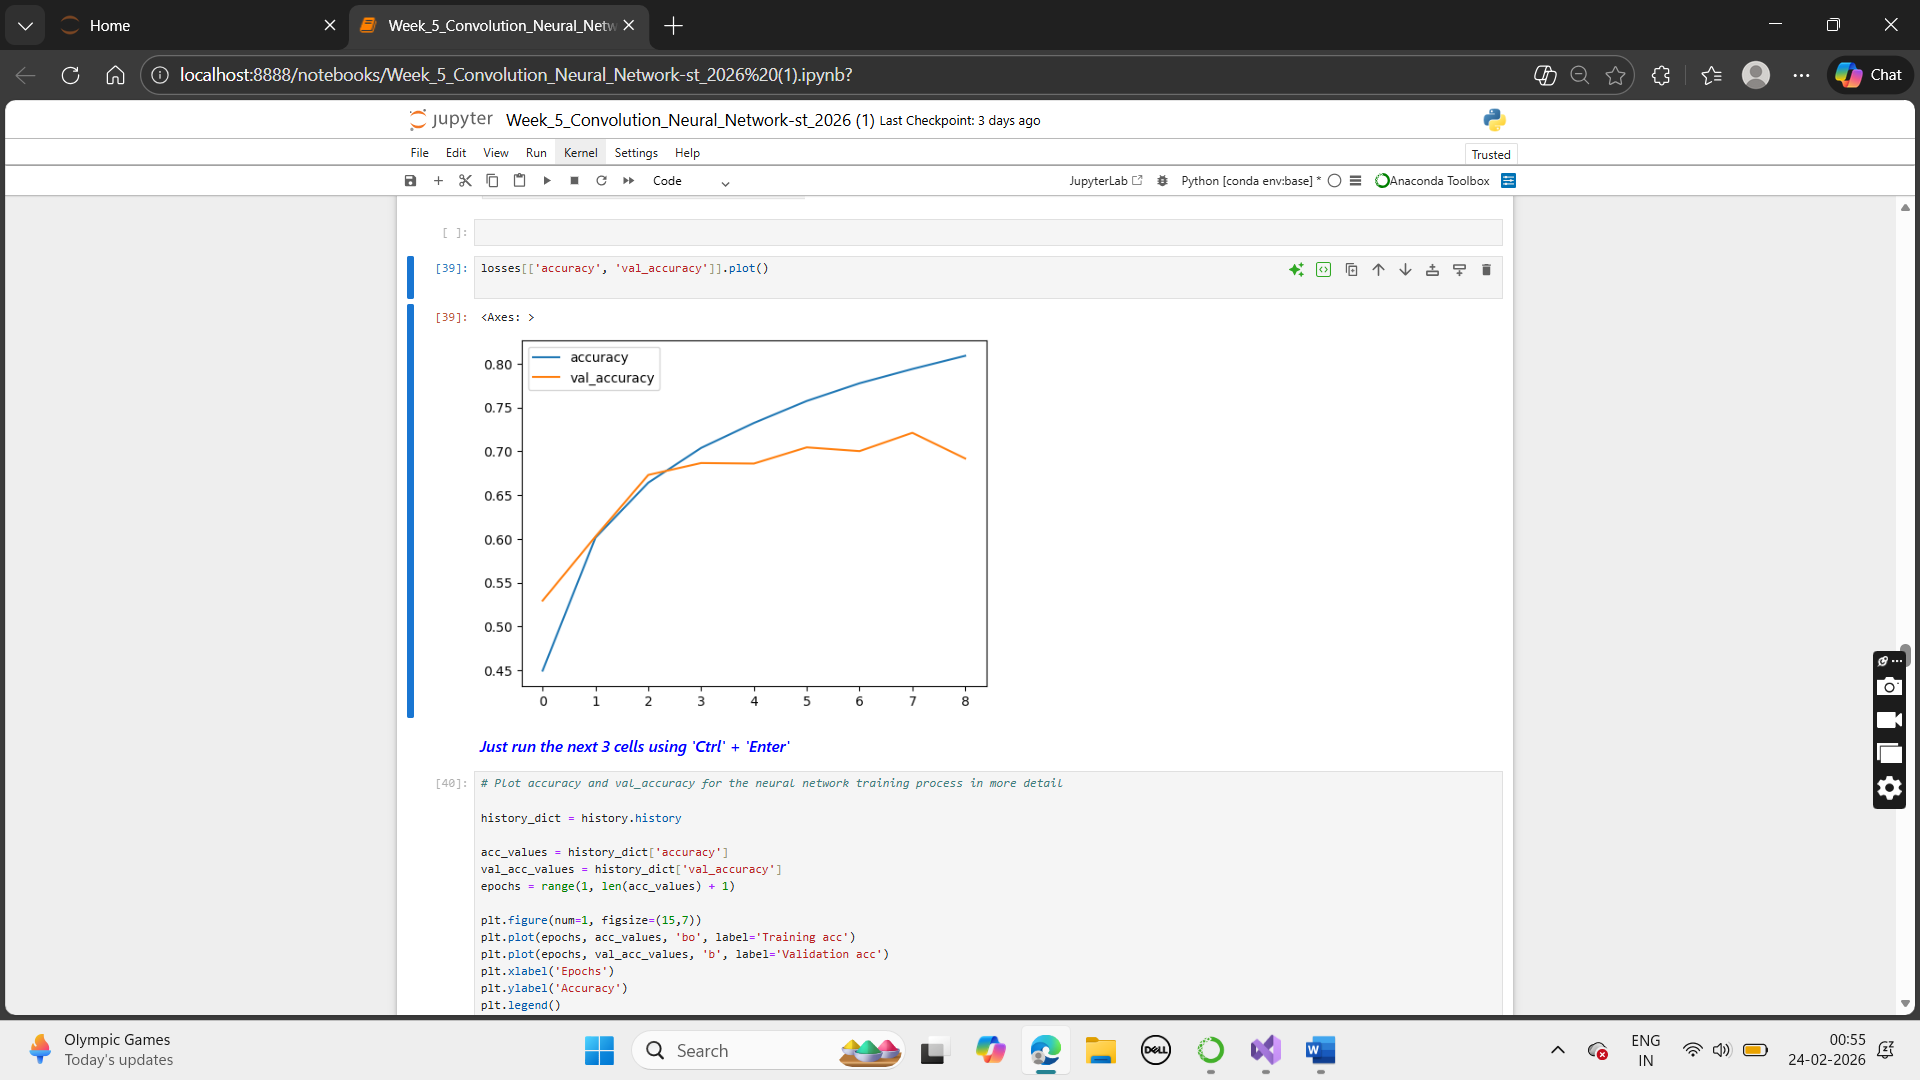 Home
Week_5_Convolution_Neural_Netw
localhost:8888/notebooks/Week_5_Convolution_Neural_Network-st_2026%20(1).ipynb?
Chat
jupyter Week_5_Convolution_Neural_Network-st_2026 (1) Last Checkpoint: 3 days ago
File Edit View Run Kernel Settings Help
Trusted
Code
JupyterLab
Python [conda env:base] *
Anaconda Toolbox
[ ]:
[39]: losses[['accuracy', 'val_accuracy']].plot()
[39]: <Axes: >
accuracy
val_accuracy
0.80
0.75
0.70
0.65
0.60
0.55
0.50
0.45
0 1 2 3 4 5 6 7 8
Just run the next 3 cells using 'Ctrl' + 'Enter'
[40]: # Plot accuracy and val_accuracy for the neural network training process in more detail
history_dict = history.history
acc_values = history_dict['accuracy']
val_acc_values = history_dict['val_accuracy']
epochs = range(1, len(acc_values) + 1)
plt.figure(num=1, figsize=(15,7))
plt.plot(epochs, acc_values, 'bo', label='Training acc')
plt.plot(epochs, val_acc_values, 'b', label='Validation acc')
plt.xlabel('Epochs')
plt.ylabel('Accuracy')
plt.legend()
Olympic Games
Today's updates
Search
DELL
W
ENG
IN
00:55
24-02-2026